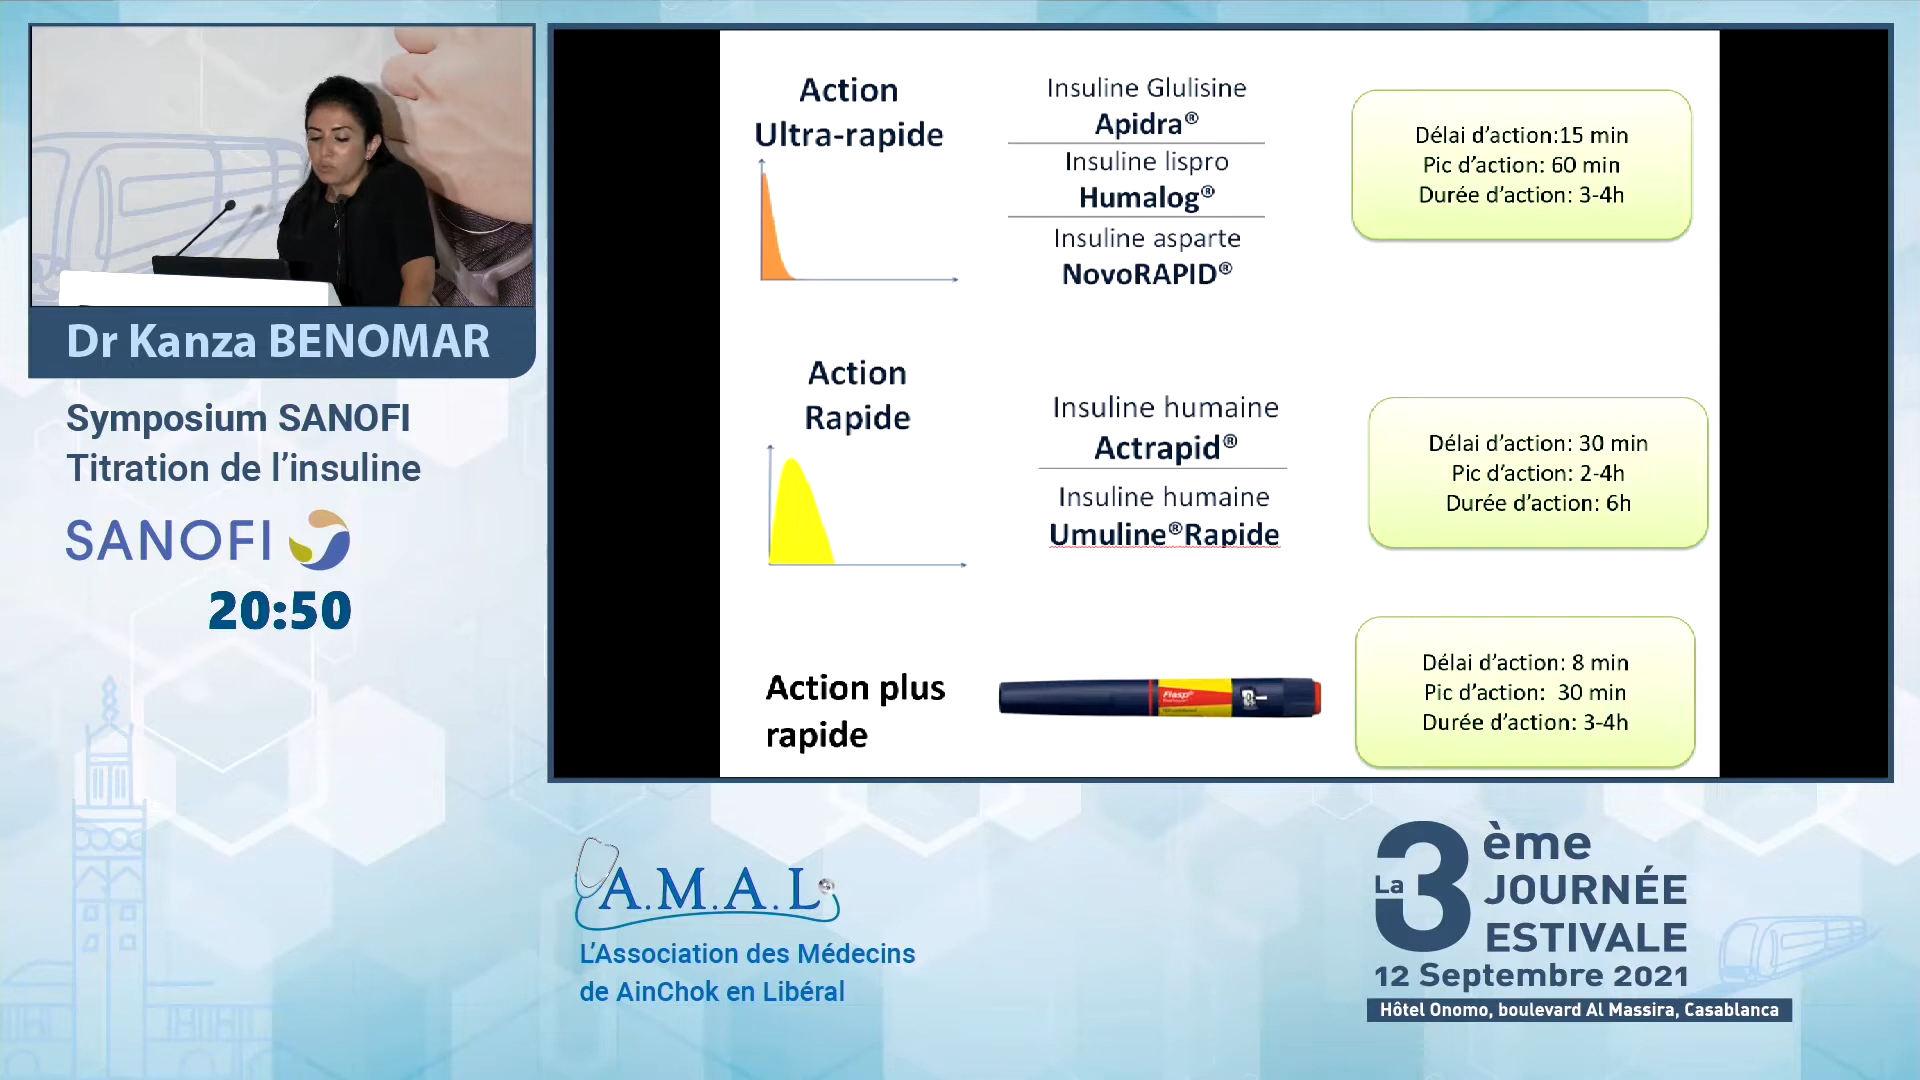 Dr Kanza BENOMAR
Symposium SANOFI
Titration de l’insuline
SANOFI
20:50
Action
Ultra-rapide
Insuline Glulisine
Apidra®
Insuline lispro
Humalog®
Insuline asparte
NovoRAPID®
Délai d’action:15 min
Pic d’action: 60 min
Durée d’action: 3-4h
Action
Rapide
Insuline humaine
Actrapid®
Insuline humaine
Umuline®Rapide
Délai d’action: 30 min
Pic d’action: 2-4h
Durée d’action: 6h
Action plus
rapide
Fiasp®
Délai d’action: 8 min
Pic d’action: 30 min
Durée d’action: 3-4h
A.M.A.L
L’Association des Médecins
de AinChok en Libéral
La 3ème
JOURNÉE
ESTIVALE
12 Septembre 2021
Hôtel Onomo, boulevard Al Massira, Casablanca